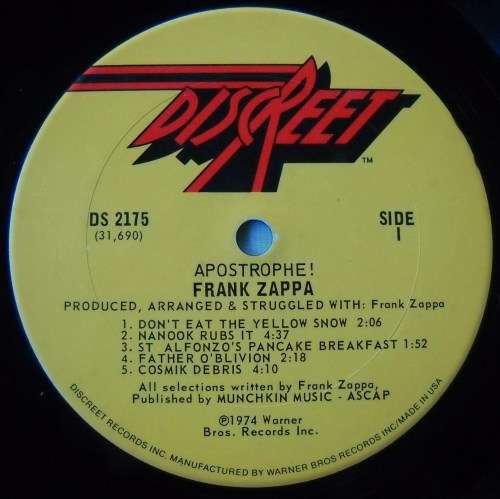 DISCREET
TM
DS 2175
(31,690)
SIDE
1
APOSTROPHE!
FRANK ZAPPA
PRODUCED, ARRANGED & STRUGGLED WITH: Frank Zappa
1. DON'T EAT THE YELLOW SNOW 2:06
2. NANOOK RUBS IT 4:37
3. ST. ALFONZO'S PANCAKE BREAKFAST 1:52
4. FATHER O'BLIVION 2:18
5. COSMIK DEBRIS 4:10
All selections written by Frank Zappa,
Published by MUNCHKIN MUSIC - ASCAP
℗1974 Warner
Bros. Records Inc.
DISCREET RECORDS INC. MANUFACTURED BY WARNER BROS RECORDS INC/MADE IN USA